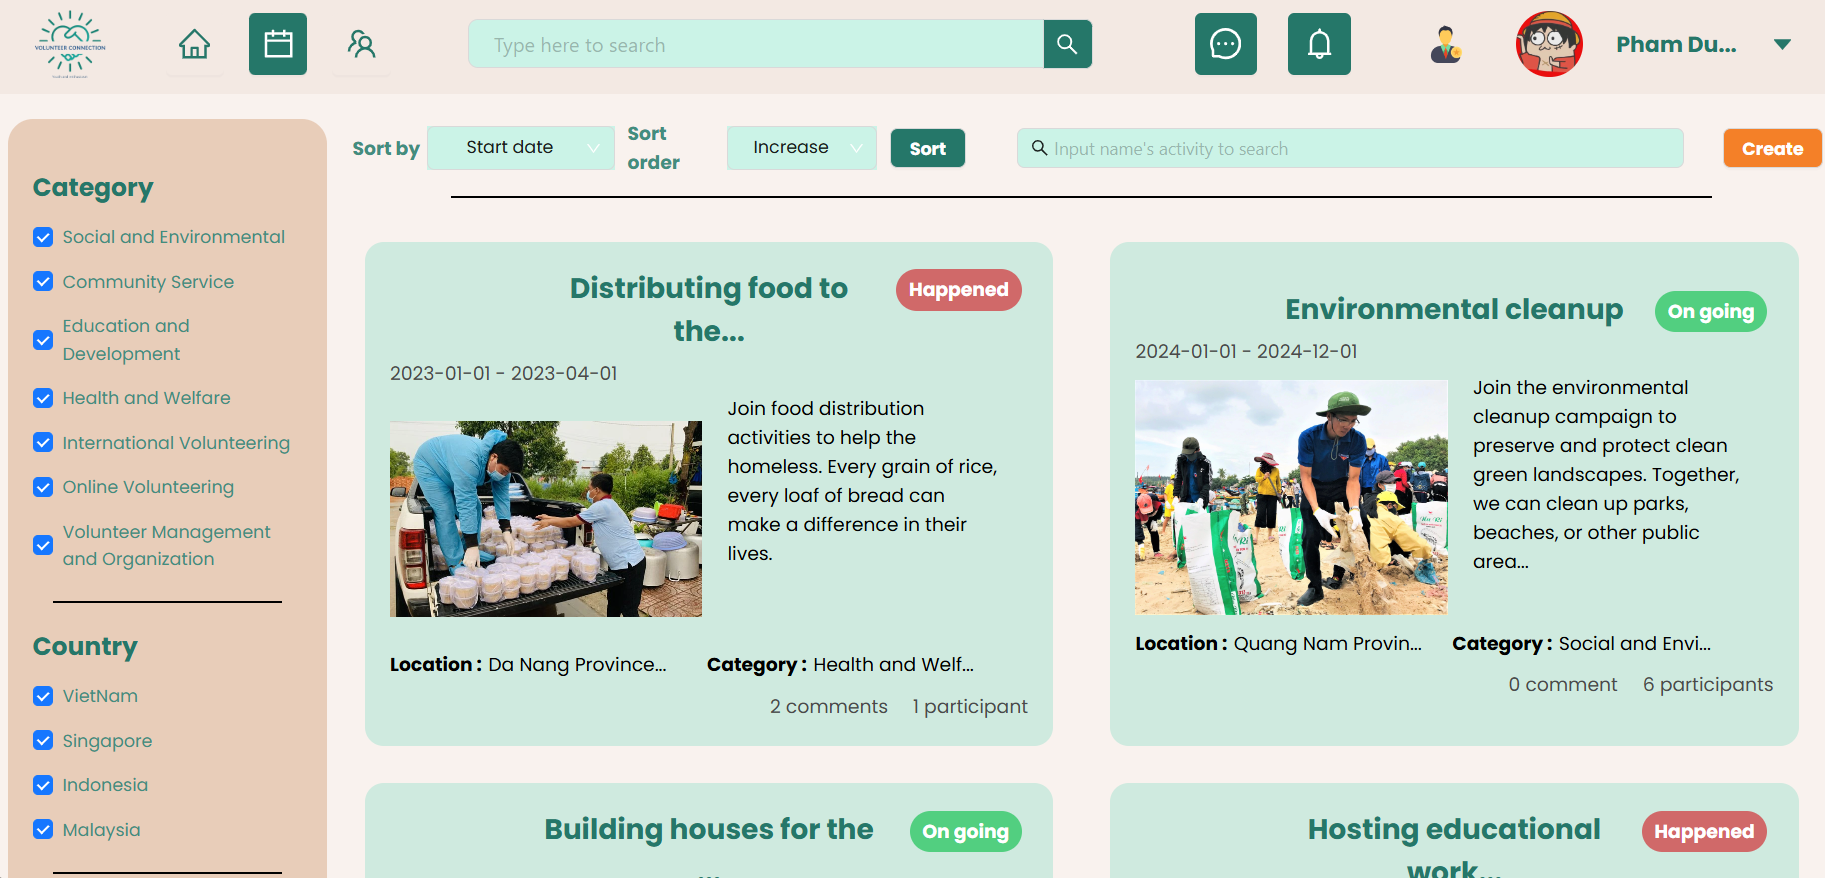 VOLUNTEER CONNECTION
Type here to search
Pham Du...
Sort by
Start date
Sort
order
Increase
Sort
Input name's activity to search
Create
Category
Social and Environmental
Community Service
Education and
Development
Health and Welfare
International Volunteering
Online Volunteering
Volunteer Management
and Organization
Country
VietNam
Singapore
Indonesia
Malaysia
Distributing food to
the...
Happened
2023-01-01 - 2023-04-01
Join food distribution
activities to help the
homeless. Every grain of rice,
every loaf of bread can
make a difference in their
lives.
Location : Da Nang Province...
Category : Health and Welf...
2 comments
1 participant
Environmental cleanup
On going
2024-01-01 - 2024-12-01
Join the environmental
cleanup campaign to
preserve and protect clean
green landscapes. Together,
we can clean up parks,
beaches, or other public
area...
Location : Quang Nam Provin...
Category : Social and Envi...
0 comment
6 participants
Building houses for the
...
On going
Hosting educational
work...
Happened